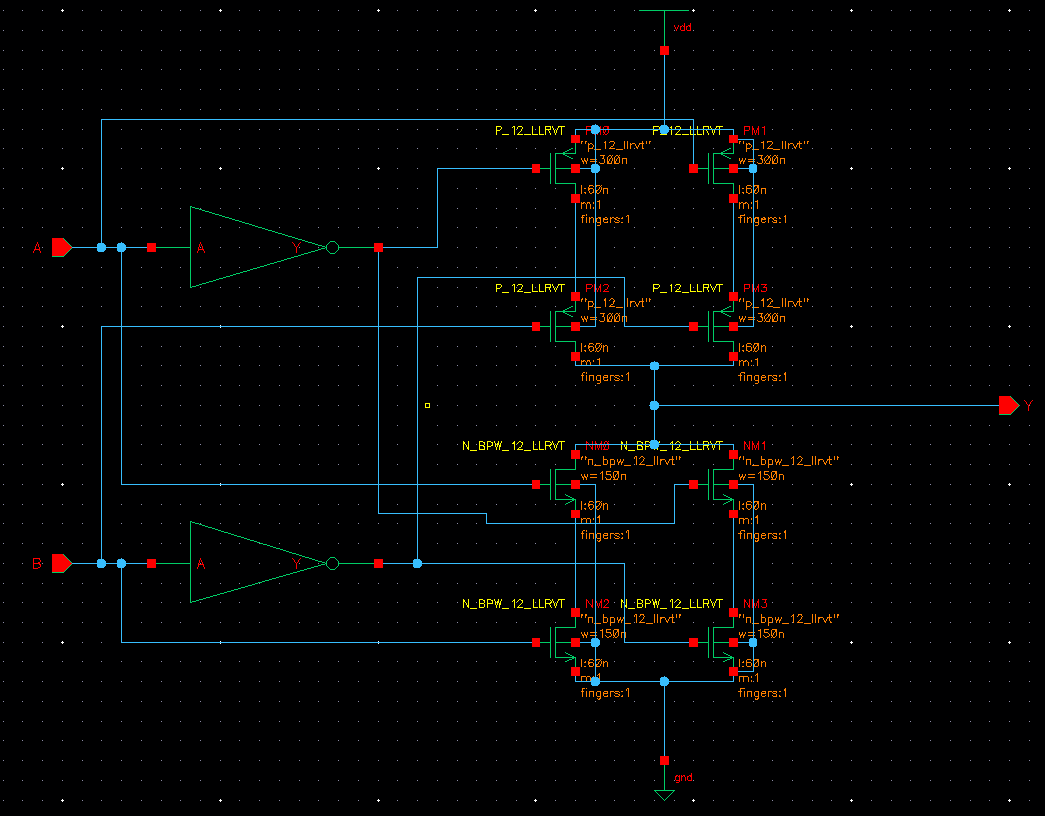 vdd
P_12_LLRVT PM0 P_12_LLRVT PM1
"p_12_llrvt" "p_12_llrvt"
w=300n w=300n
l:60n l:60n
m:1 m:1
fingers:1 fingers:1
A A Y
P_12_LLRVT PM2 P_12_LLRVT PM3
"p_12_llrvt" "p_12_llrvt"
w=300n w=300n
l:60n l:60n
m:1 m:1
fingers:1 fingers:1
Y
N_BPW_12_LLRVT NM0 N_BPW_12_LLRVT NM1
"n_bpw_12_llrvt" "n_bpw_12_llrvt"
w=150n w=150n
l:60n l:60n
m:1 m:1
fingers:1 fingers:1
B A Y
N_BPW_12_LLRVT NM2 N_BPW_12_LLRVT NM3
"n_bpw_12_llrvt" "n_bpw_12_llrvt"
w=150n w=150n
l:60n l:60n
m:1 m:1
fingers:1 fingers:1
gnd